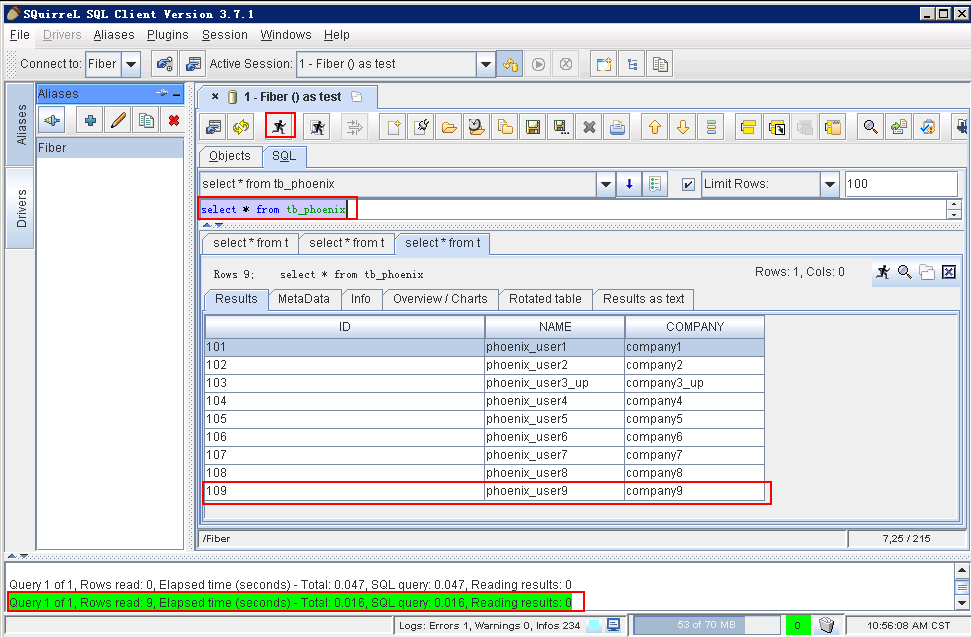 SQuirreL SQL Client Version 3.7.1
File Drivers Aliases Plugins Session Windows Help
Connect to: Fiber Active Session: 1 - Fiber () as test
Aliases
Drivers
Aliases
Fiber
1 - Fiber () as test
Objects SQL
select * from tb_phoenix Limit Rows: 100
select * from tb_phoenix
select * from t select * from t select * from t
Rows 9; select * from tb_phoenix Rows: 1, Cols: 0
Results MetaData Info Overview / Charts Rotated table Results as text
ID NAME COMPANY
101 phoenix_user1 company1
102 phoenix_user2 company2
103 phoenix_user3_up company3_up
104 phoenix_user4 company4
105 phoenix_user5 company5
106 phoenix_user6 company6
107 phoenix_user7 company7
108 phoenix_user8 company8
109 phoenix_user9 company9
/Fiber 7,25 / 215
Query 1 of 1, Rows read: 0, Elapsed time (seconds) - Total: 0.047, SQL query: 0.047, Reading results: 0
Query 1 of 1, Rows read: 9, Elapsed time (seconds) - Total: 0.016, SQL query: 0.016, Reading results: 0
Logs: Errors 1, Warnings 0, Infos 234 53 of 70 MB 0 10:56:08 AM CST